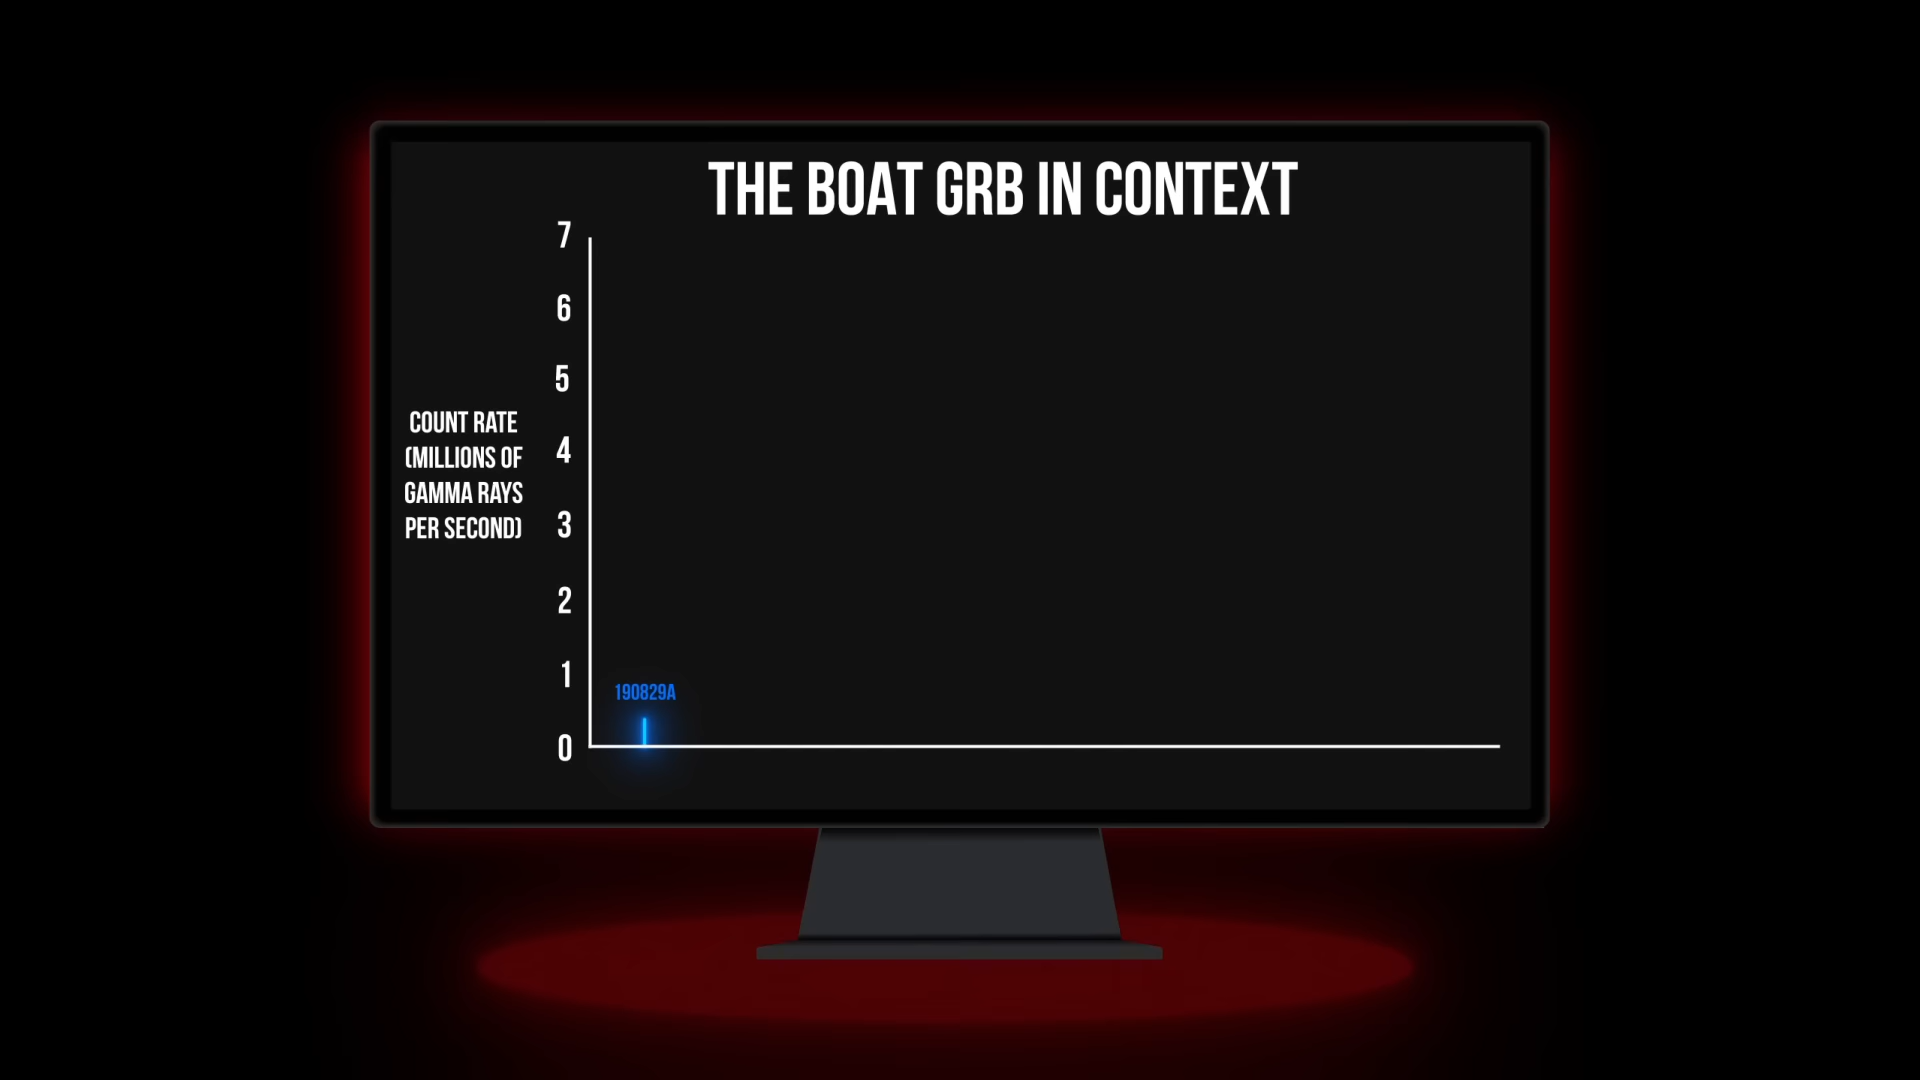 THE BOAT GRB IN CONTEXT
7
6
5
4
3
2
1
0
COUNT RATE
(MILLIONS OF
GAMMA RAYS
PER SECOND)
190829A